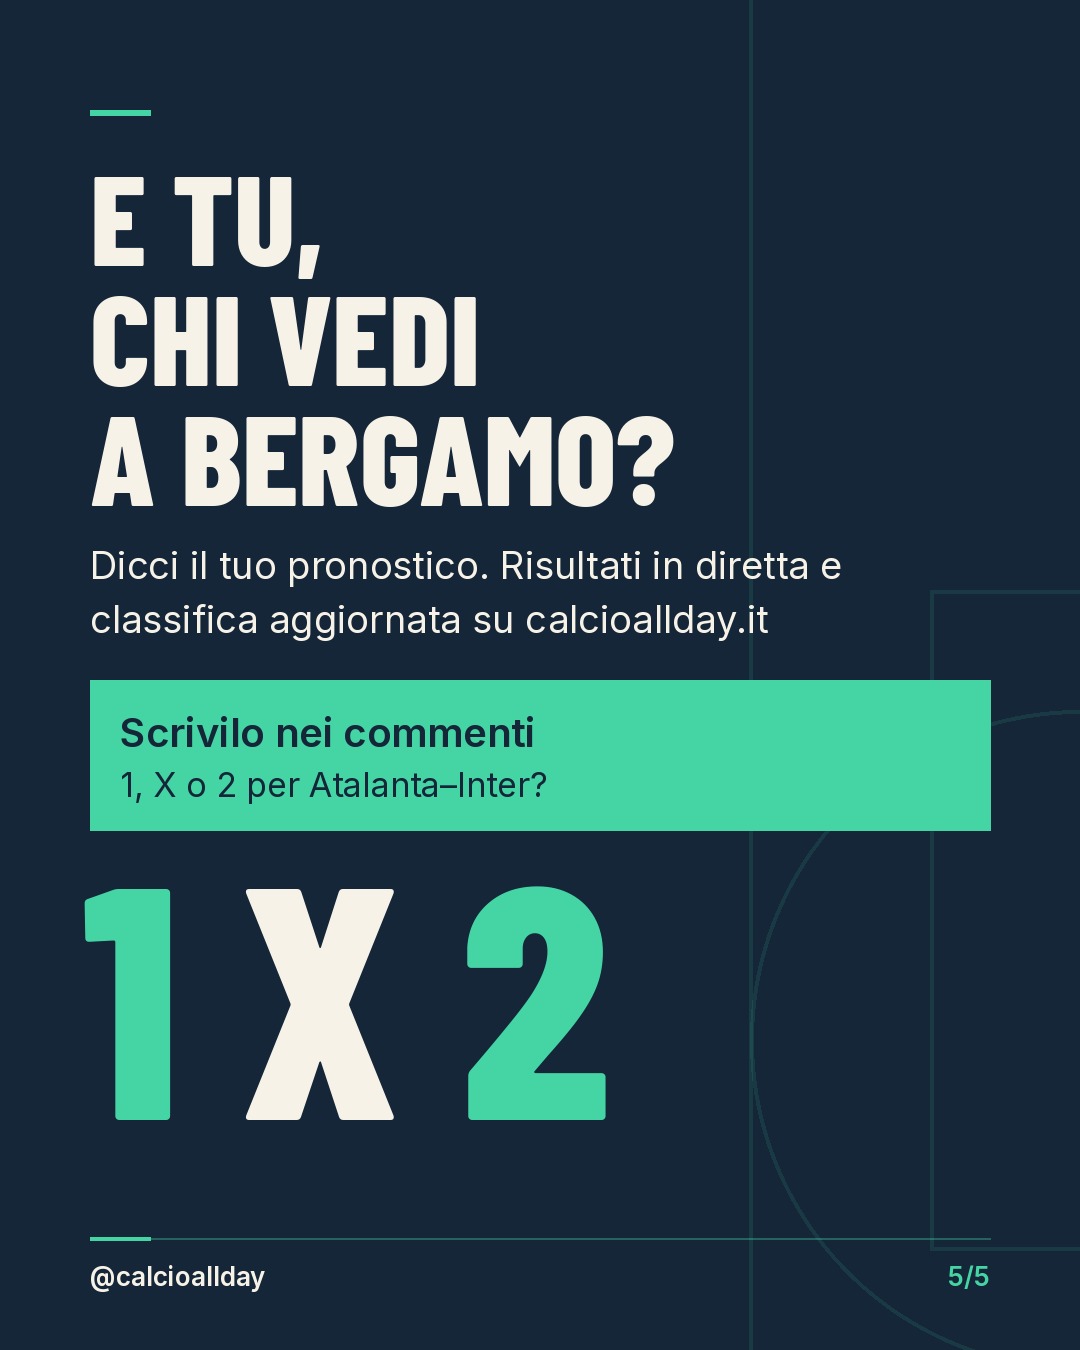 E TU,
CHI VEDI
A BERGAMO?
Dicci il tuo pronostico. Risultati in diretta e
classifica aggiornata su calcioallday.it
Scrivilo nei commenti
1, X o 2 per Atalanta–Inter?
1 X 2
@calcioallday
5/5